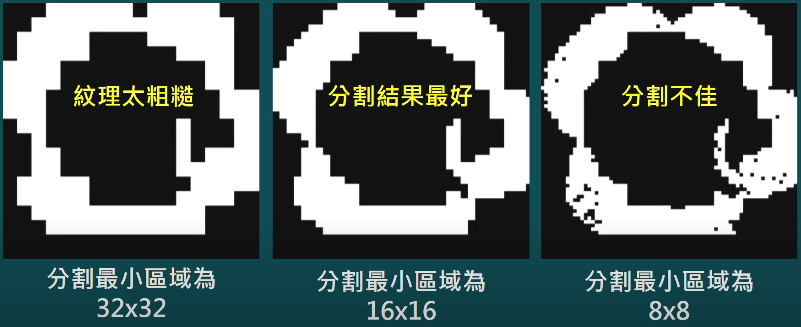 紋理太粗糙
分割結果最好
分割不佳
分割最小區域為
32x32
分割最小區域為
16x16
分割最小區域為
8x8